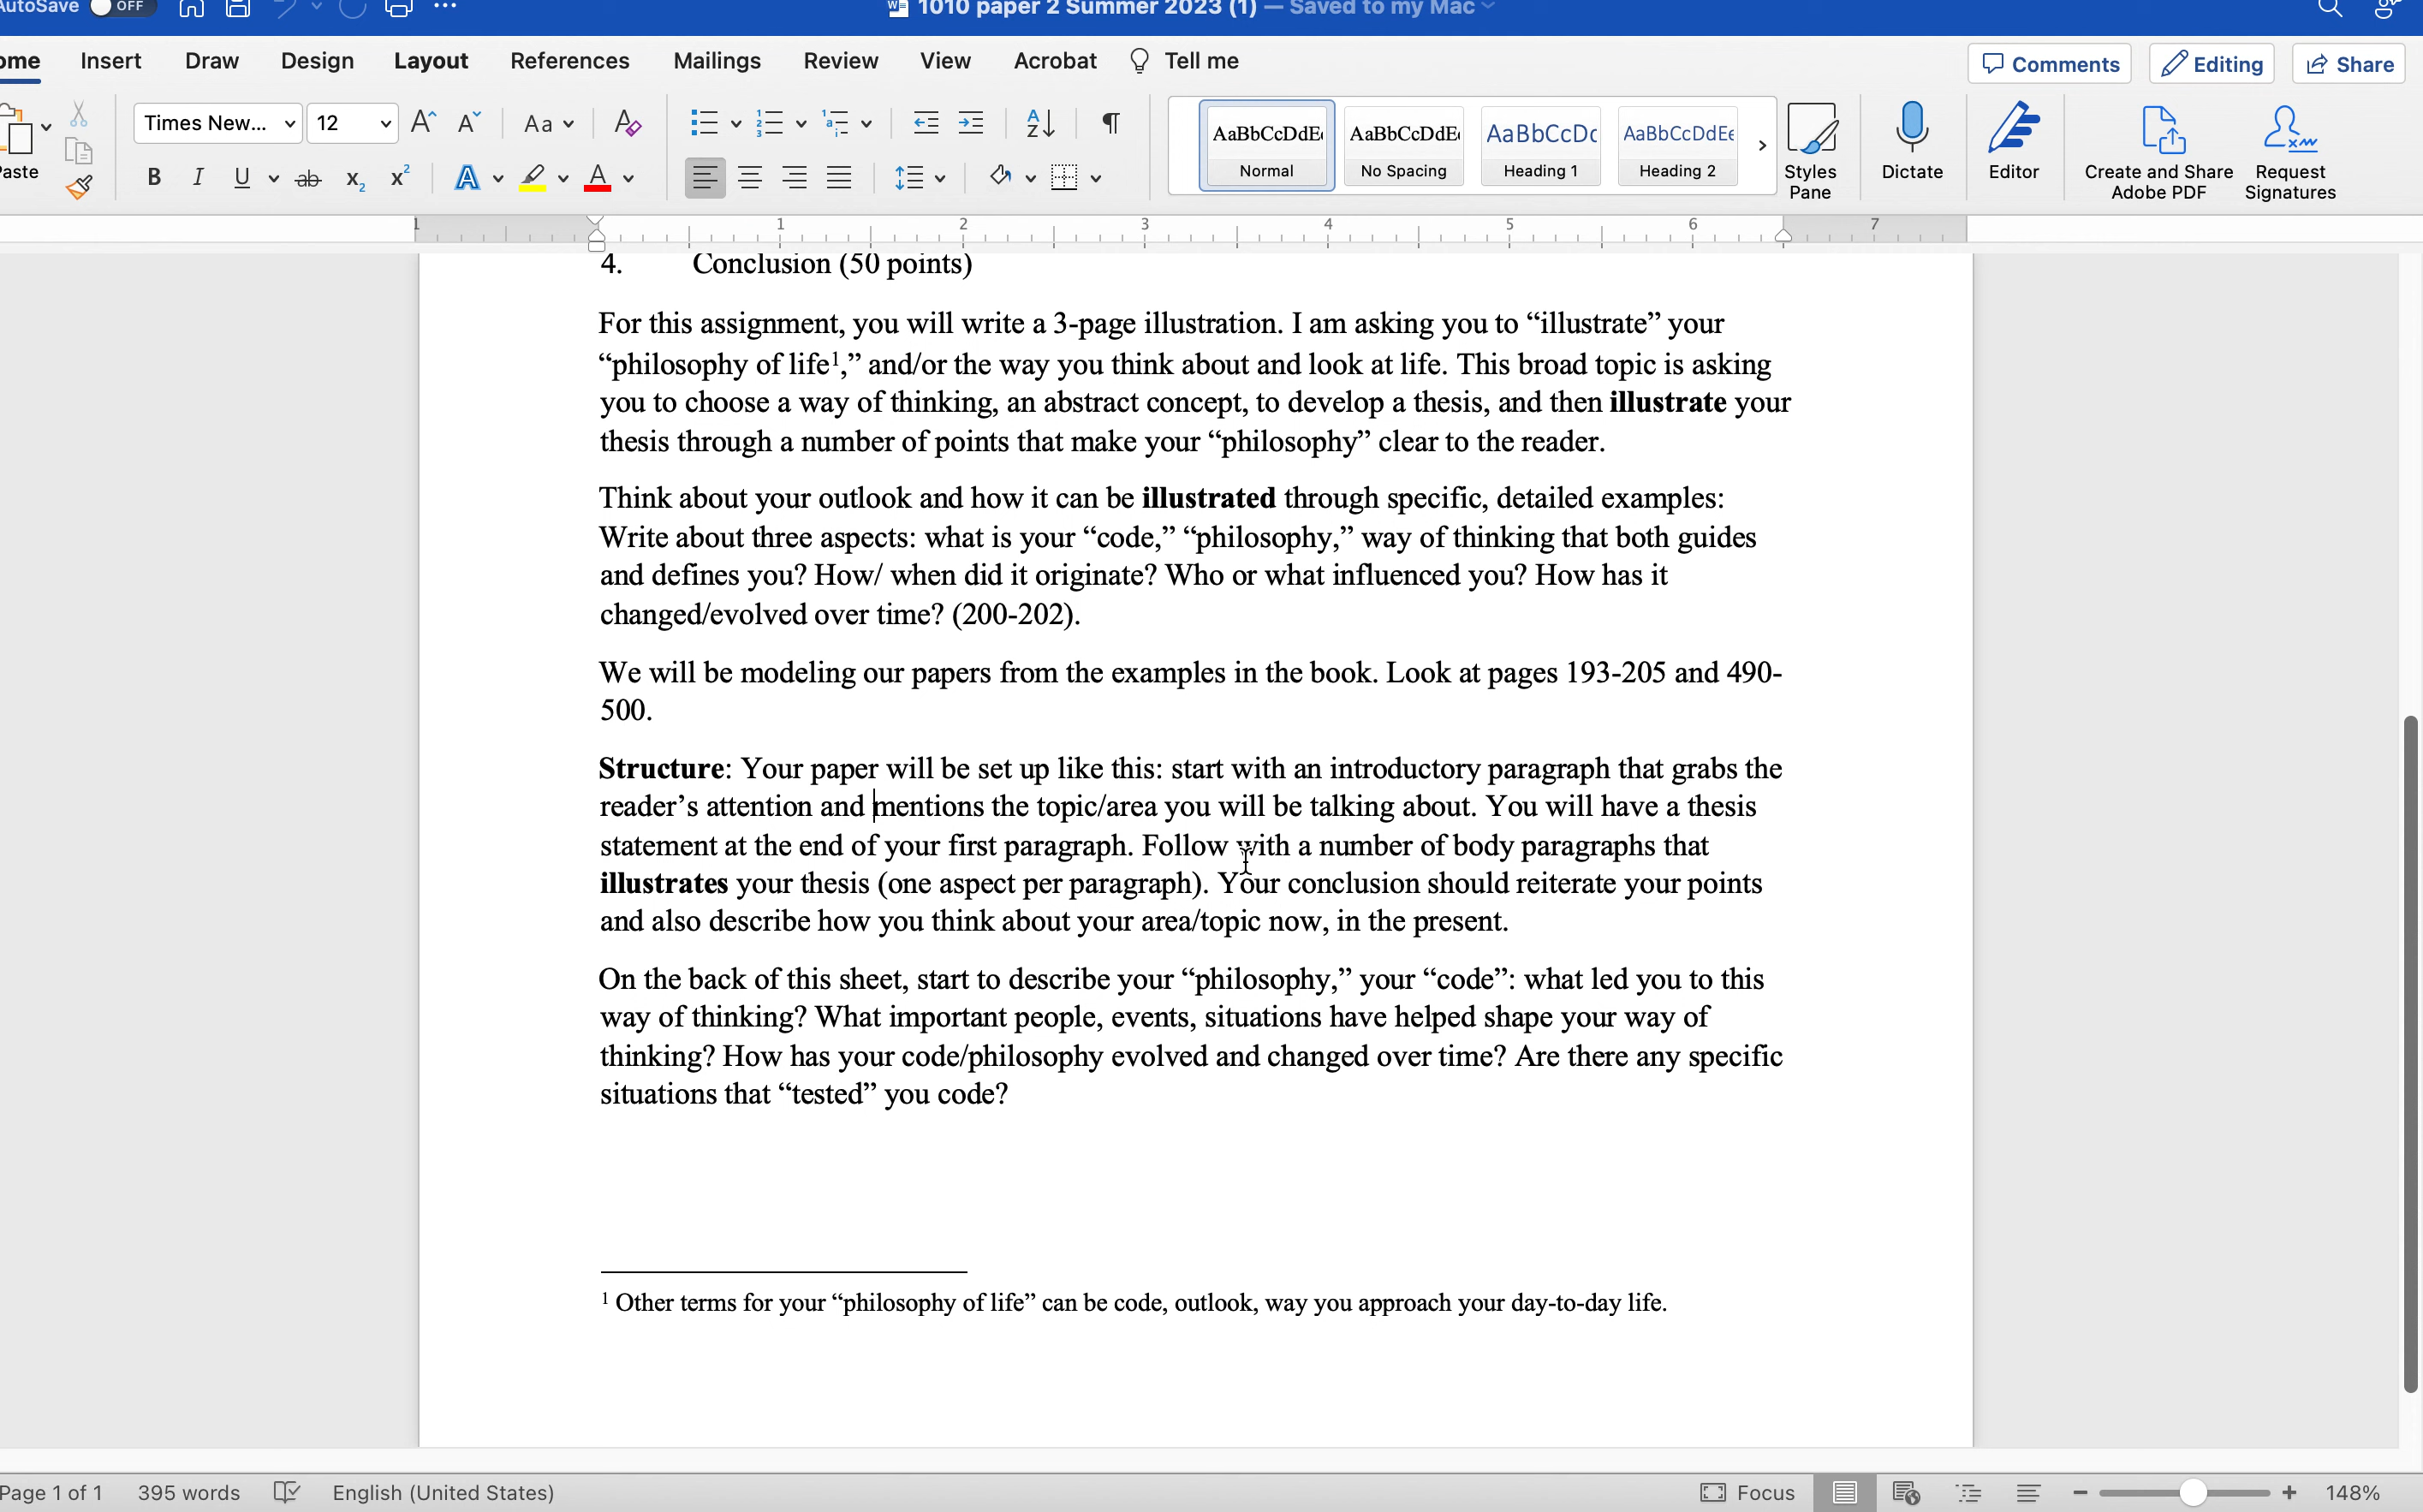 AutoSave OFF 1010 paper 2 Summer 2023 (1) — Saved to my Mac
ome Insert Draw Design Layout References Mailings Review View Acrobat Tell me Comments Editing Share
Times New... 12 Aa AaBbCcDdEe AaBbCcDdEe AaBbCcDc AaBbCcDdEe
Paste Normal No Spacing Heading 1 Heading 2 Styles Pane Dictate Editor Create and Share Adobe PDF Request Signatures
1 1 2 3 4 5 6 7
4. Conclusion (50 points)
For this assignment, you will write a 3-page illustration. I am asking you to “illustrate” your
“philosophy of life¹,” and/or the way you think about and look at life. This broad topic is asking
you to choose a way of thinking, an abstract concept, to develop a thesis, and then illustrate your
thesis through a number of points that make your “philosophy” clear to the reader.
Think about your outlook and how it can be illustrated through specific, detailed examples:
Write about three aspects: what is your “code,” “philosophy,” way of thinking that both guides
and defines you? How/ when did it originate? Who or what influenced you? How has it
changed/evolved over time? (200-202).
We will be modeling our papers from the examples in the book. Look at pages 193-205 and 490-
500.
Structure: Your paper will be set up like this: start with an introductory paragraph that grabs the
reader’s attention and mentions the topic/area you will be talking about. You will have a thesis
statement at the end of your first paragraph. Follow with a number of body paragraphs that
illustrates your thesis (one aspect per paragraph). Your conclusion should reiterate your points
and also describe how you think about your area/topic now, in the present.
On the back of this sheet, start to describe your “philosophy,” your “code”: what led you to this
way of thinking? What important people, events, situations have helped shape your way of
thinking? How has your code/philosophy evolved and changed over time? Are there any specific
situations that “tested” you code?
¹ Other terms for your “philosophy of life” can be code, outlook, way you approach your day-to-day life.
Page 1 of 1 395 words English (United States) Focus 148%